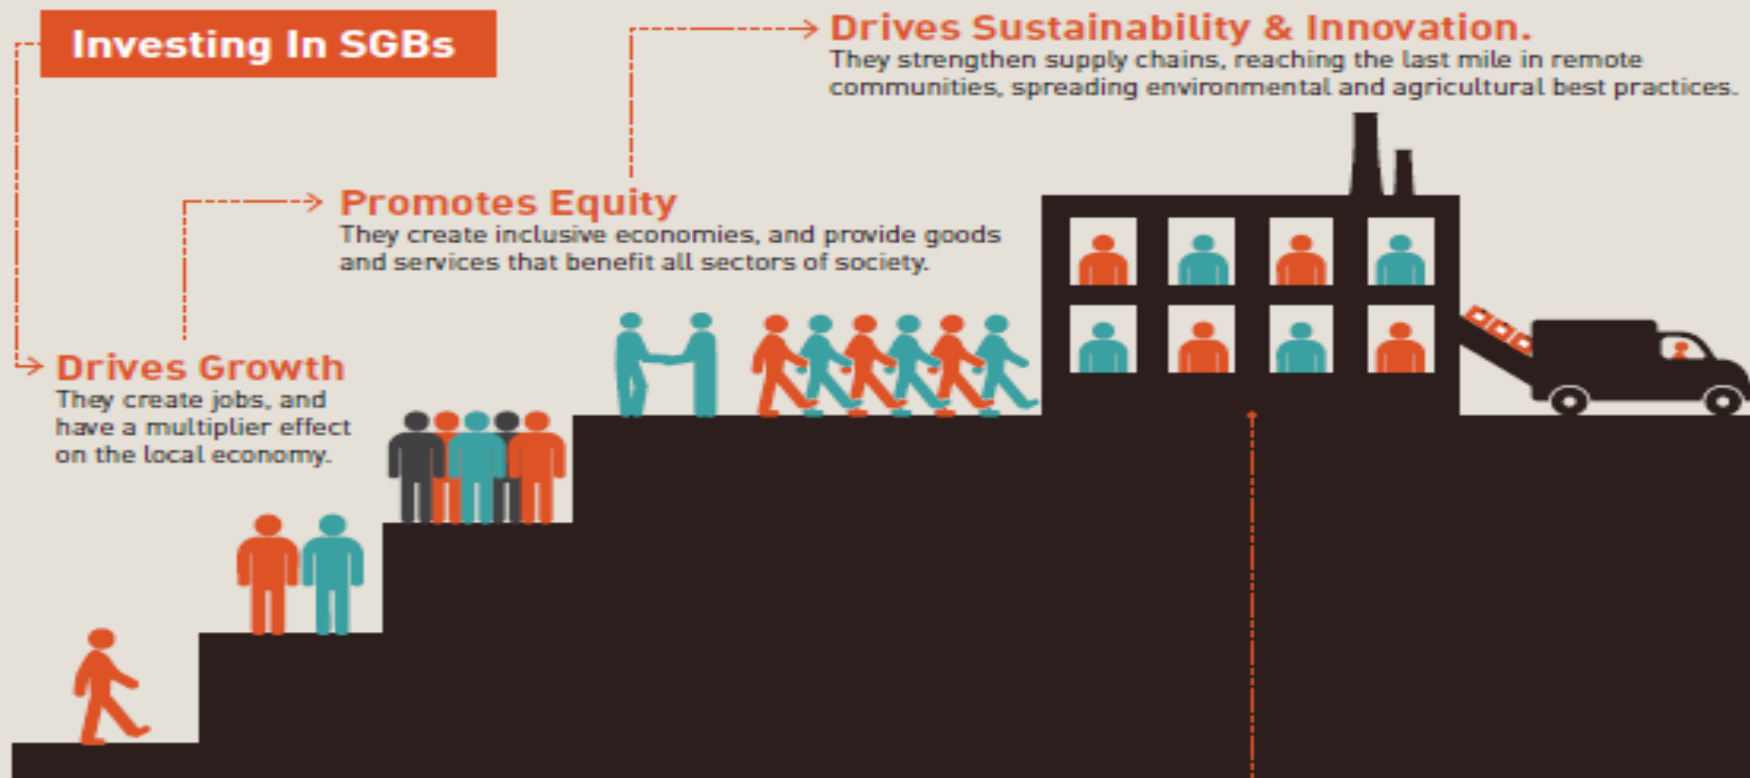 Investing In SGBs
Drives Sustainability & Innovation.
They strengthen supply chains, reaching the last mile in remote
communities, spreading environmental and agricultural best practices.
Promotes Equity
They create inclusive economies, and provide goods
and services that benefit all sectors of society.
Drives Growth
They create jobs, and
have a multiplier effect
on the local economy.